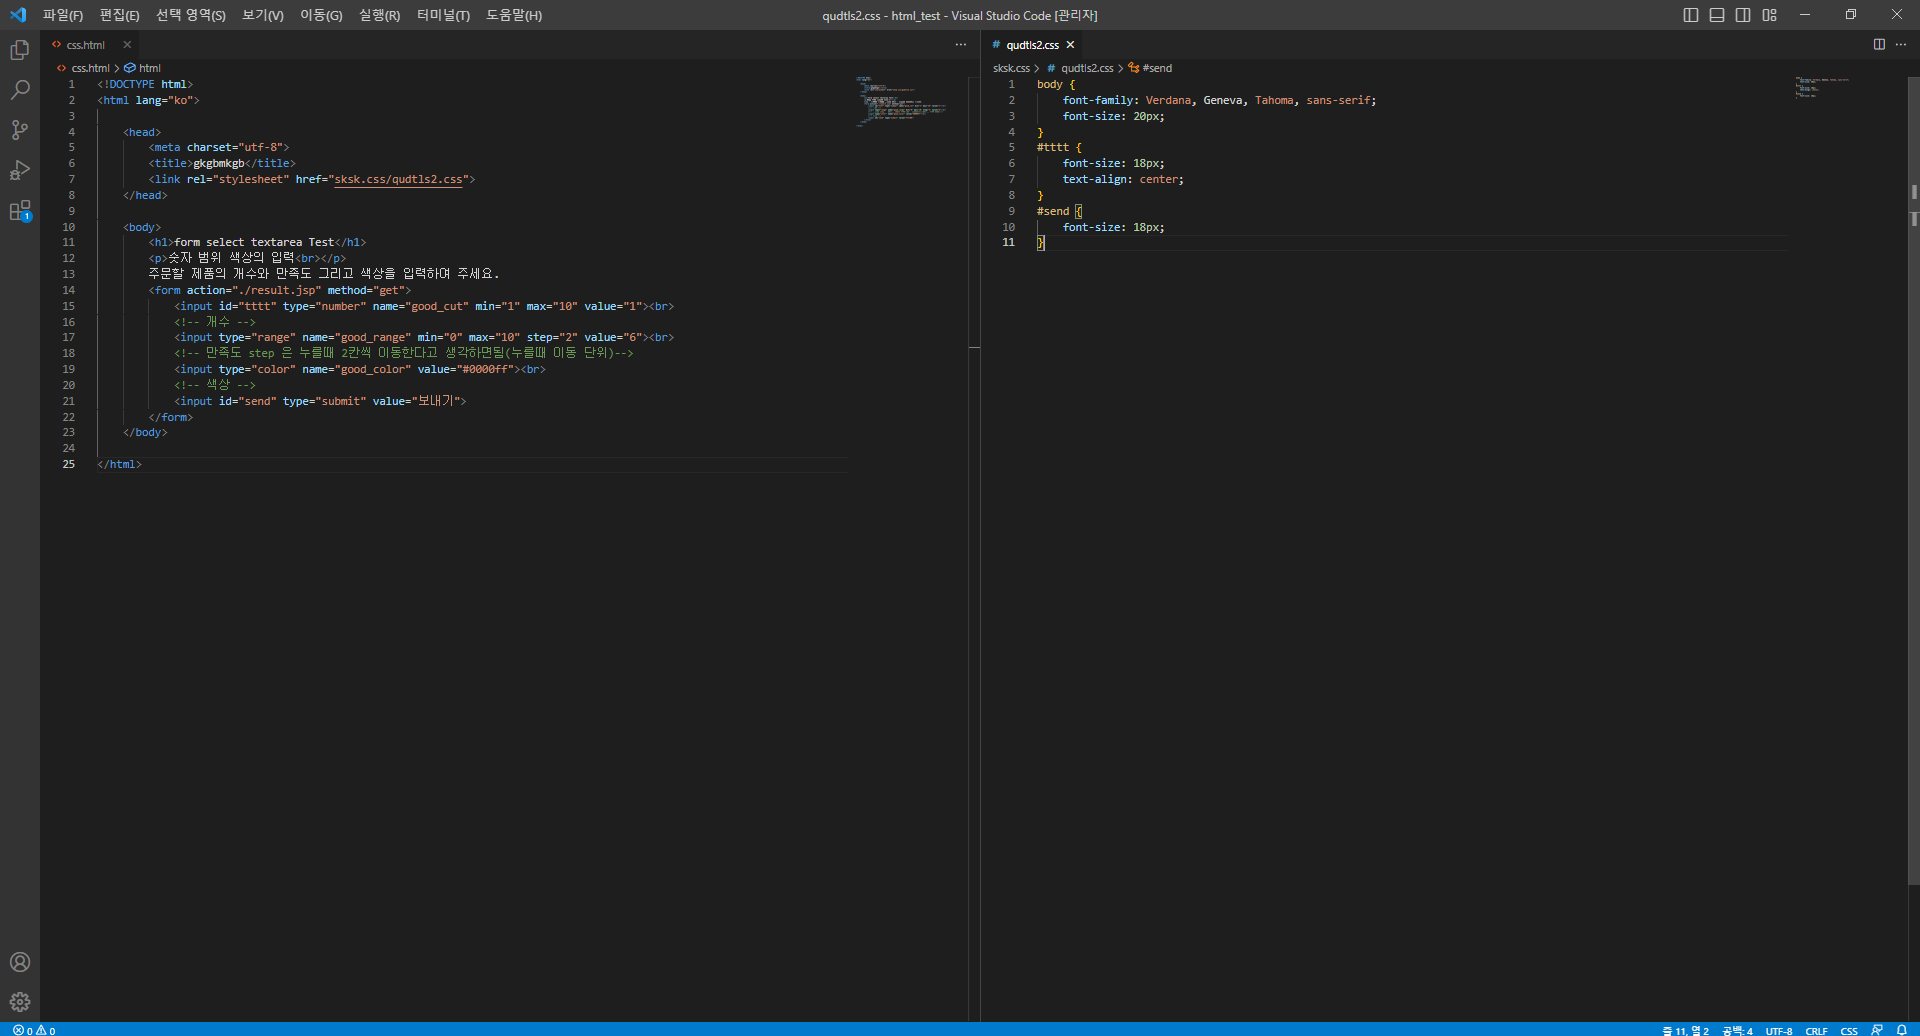 파일(F) 편집(E) 선택 영역(S) 보기(V) 이동(G) 실행(R) 터미널(T) 도움말(H)
qudtls2.css - html_test - Visual Studio Code [관리자]
css.html
css.html > html
1 <!DOCTYPE html>
2 <html lang="ko">
3
4 <head>
5 <meta charset="utf-8">
6 <title>gkgbmkgb</title>
7 <link rel="stylesheet" href="sksk.css/qudtls2.css">
8 </head>
9
10 <body>
11 <h1>form select textarea Test</h1>
12 <p>숫자 범위 색상의 입력<br></p>
13 주문할 제품의 개수와 만족도 그리고 색상을 입력하여 주세요.
14 <form action="./result.jsp" method="get">
15 <input id="tttt" type="number" name="good_cut" min="1" max="10" value="1"><br>
16 <!-- 개수 -->
17 <input type="range" name="good_range" min="0" max="10" step="2" value="6"><br>
18 <!-- 만족도 step 은 누를때 2칸씩 이동한다고 생각하면됨(누를때 이동 단위)-->
19 <input type="color" name="good_color" value="#0000ff"><br>
20 <!-- 색상 -->
21 <input id="send" type="submit" value="보내기">
22 </form>
23 </body>
24
25 </html>
# qudtls2.css
sksk.css > # qudtls2.css > #send
1 body {
2 font-family: Verdana, Geneva, Tahoma, sans-serif;
3 font-size: 20px;
4 }
5 #tttt {
6 font-size: 18px;
7 text-align: center;
8 }
9 #send {
10 font-size: 18px;
11 }
1
0 0
줄 11, 열 2 공백: 4 UTF-8 CRLF CSS